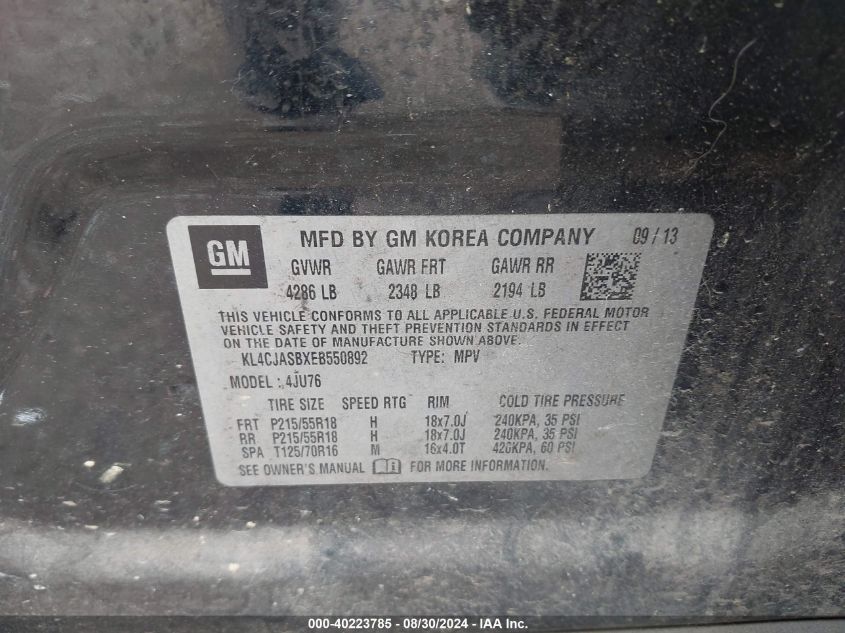 GM
MFD BY GM KOREA COMPANY 09 / 13
GVWR GAWR FRT GAWR RR
4286 LB 2348 LB 2194 LB
THIS VEHICLE CONFORMS TO ALL APPLICABLE U.S. FEDERAL MOTOR
VEHICLE SAFETY AND THEFT PREVENTION STANDARDS IN EFFECT
ON THE DATE OF MANUFACTURE SHOWN ABOVE.
KL4CJASBXEB550892 TYPE: MPV
MODEL: 4JU76
TIRE SIZE SPEED RTG RIM COLD TIRE PRESSURE
FRT P215/55R18 H 18x7.0J 240KPA, 35 PSI
RR P215/55R18 H 18x7.0J 240KPA, 35 PSI
SPA T125/70R16 M 16x4.0T 420KPA, 60 PSI
SEE OWNER'S MANUAL FOR MORE INFORMATION.
000-40223785 - 08/30/2024 - IAAI Inc.